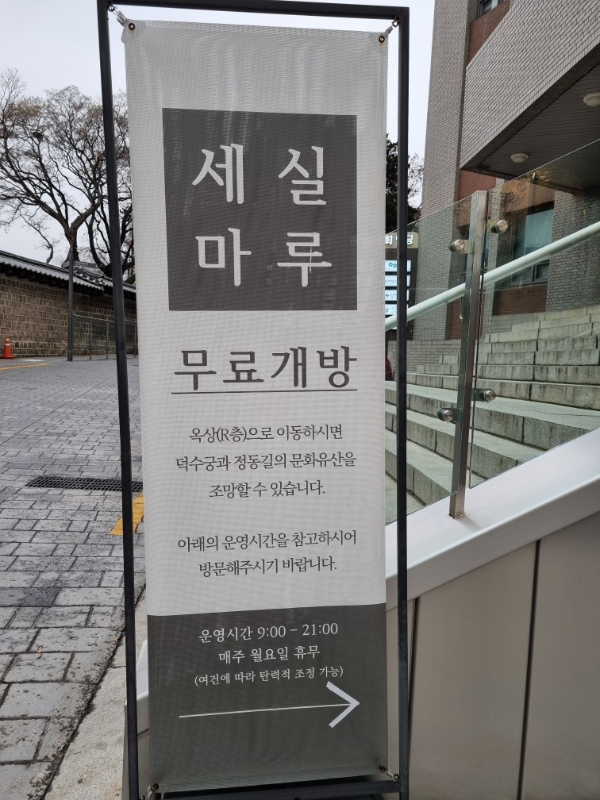 세 실
마 루
무료개방
옥상(R층)으로 이동하시면
덕수궁과 정동길의 문화유산을
조망할 수 있습니다.
아래의 운영시간을 참고하시어
방문해주시기 바랍니다.
운영시간 9:00 – 21:00
매주 월요일 휴무
(여건에 따라 탄력적 조정 가능)